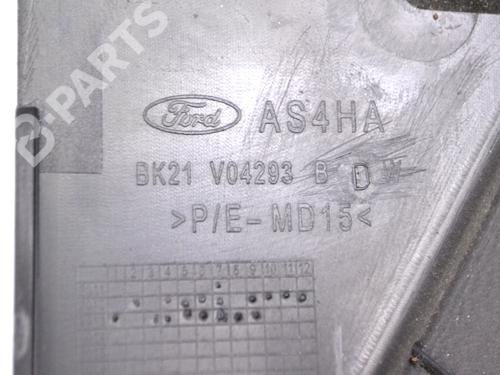 B-PARTS
Ford AS4HA
BK21 V04293 B D W
>P/E-MD15<
1 2 3 4 5 6 7 8 9 10 11 12